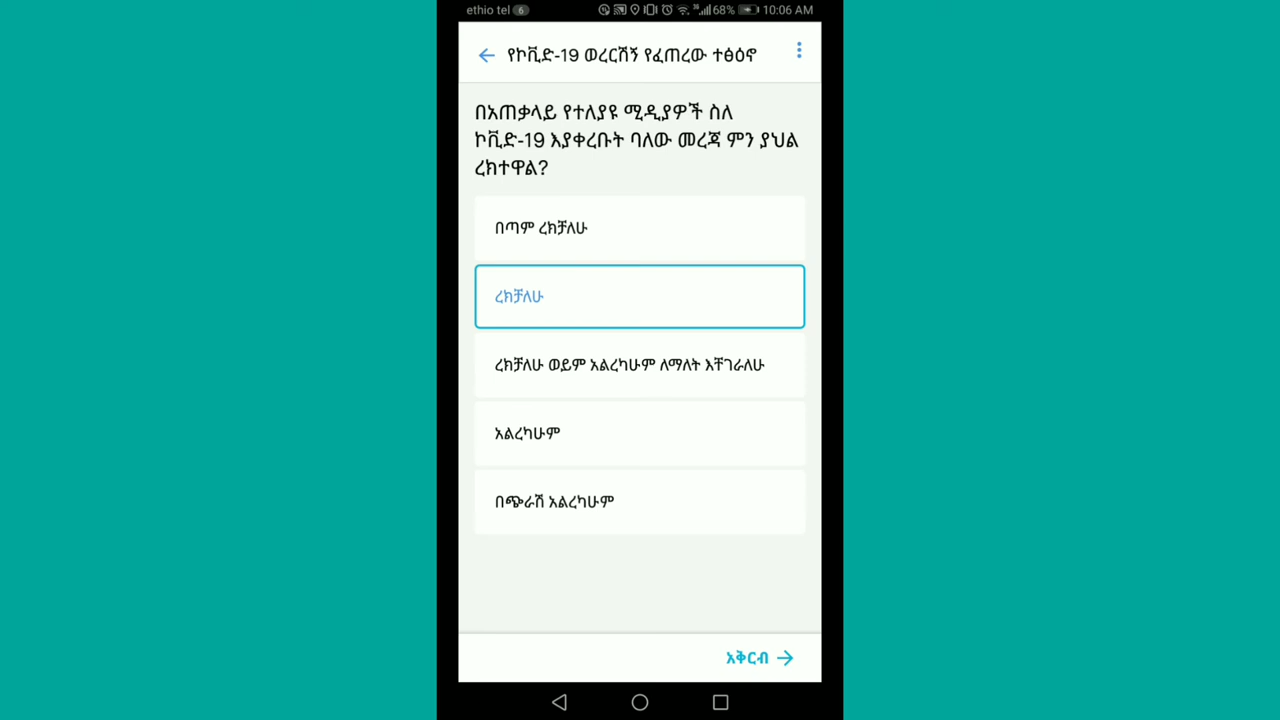 ethio tel 6
68% 10:06 AM
የኮቪድ-19 ወረርሽኝ የፈጠረው ተፅዕኖ
በአጠቃላይ የተለያዩ ሚዲያዎች ስለ
ኮቪድ-19 እያቀረቡት ባለው መረጃ ምን ያህል
ረክተዋል?
በጣም ረክቻለሁ
ረክቻለሁ
ረክቻለሁ ወይም አልረካሁም ለማለት እቸገራለሁ
አልረካሁም
በጭራሽ አልረካሁም
አቅርብ